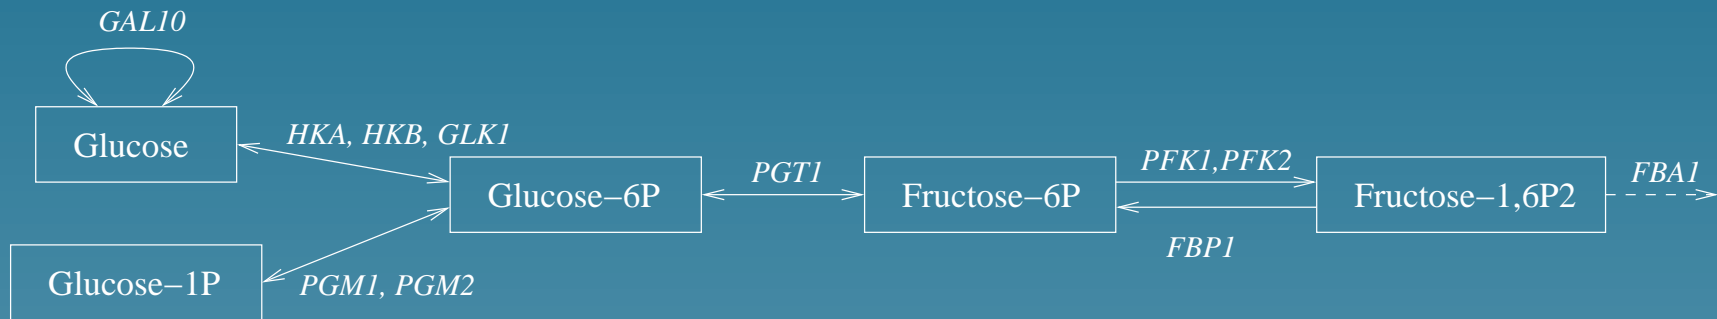 GAL10
Glucose
HKA, HKB, GLK1
Glucose−6P
PGT1
Fructose−6P
PFK1,PFK2
FBP1
Fructose−1,6P2
FBA1
Glucose−1P
PGM1, PGM2